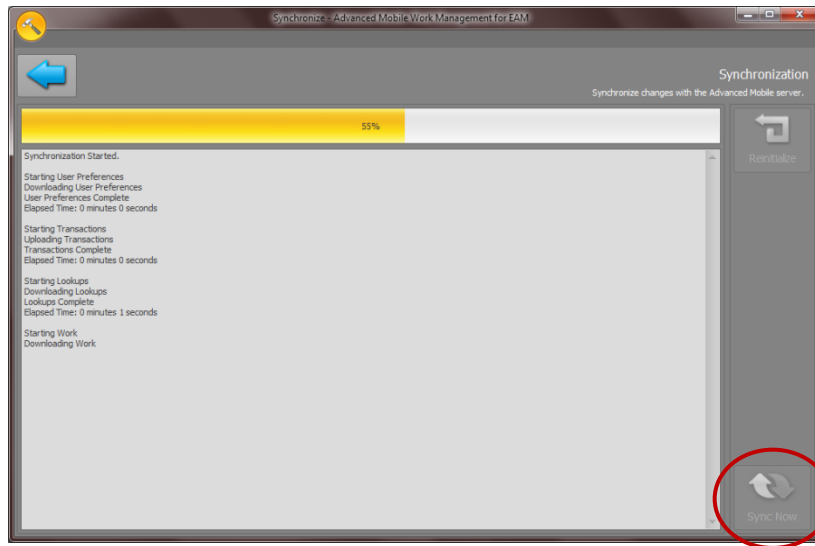 Synchronize - Advanced Mobile Work Management for EAM
Synchronization
Synchronize changes with the Advanced Mobile server.
55%
Reinitialize
Synchronization Started.
Starting User Preferences
Downloading User Preferences
User Preferences Complete
Elapsed Time: 0 minutes 0 seconds
Starting Transactions
Uploading Transactions
Transactions Complete
Elapsed Time: 0 minutes 0 seconds
Starting Lookups
Downloading Lookups
Lookups Complete
Elapsed Time: 0 minutes 1 seconds
Starting Work
Downloading Work
Sync Now